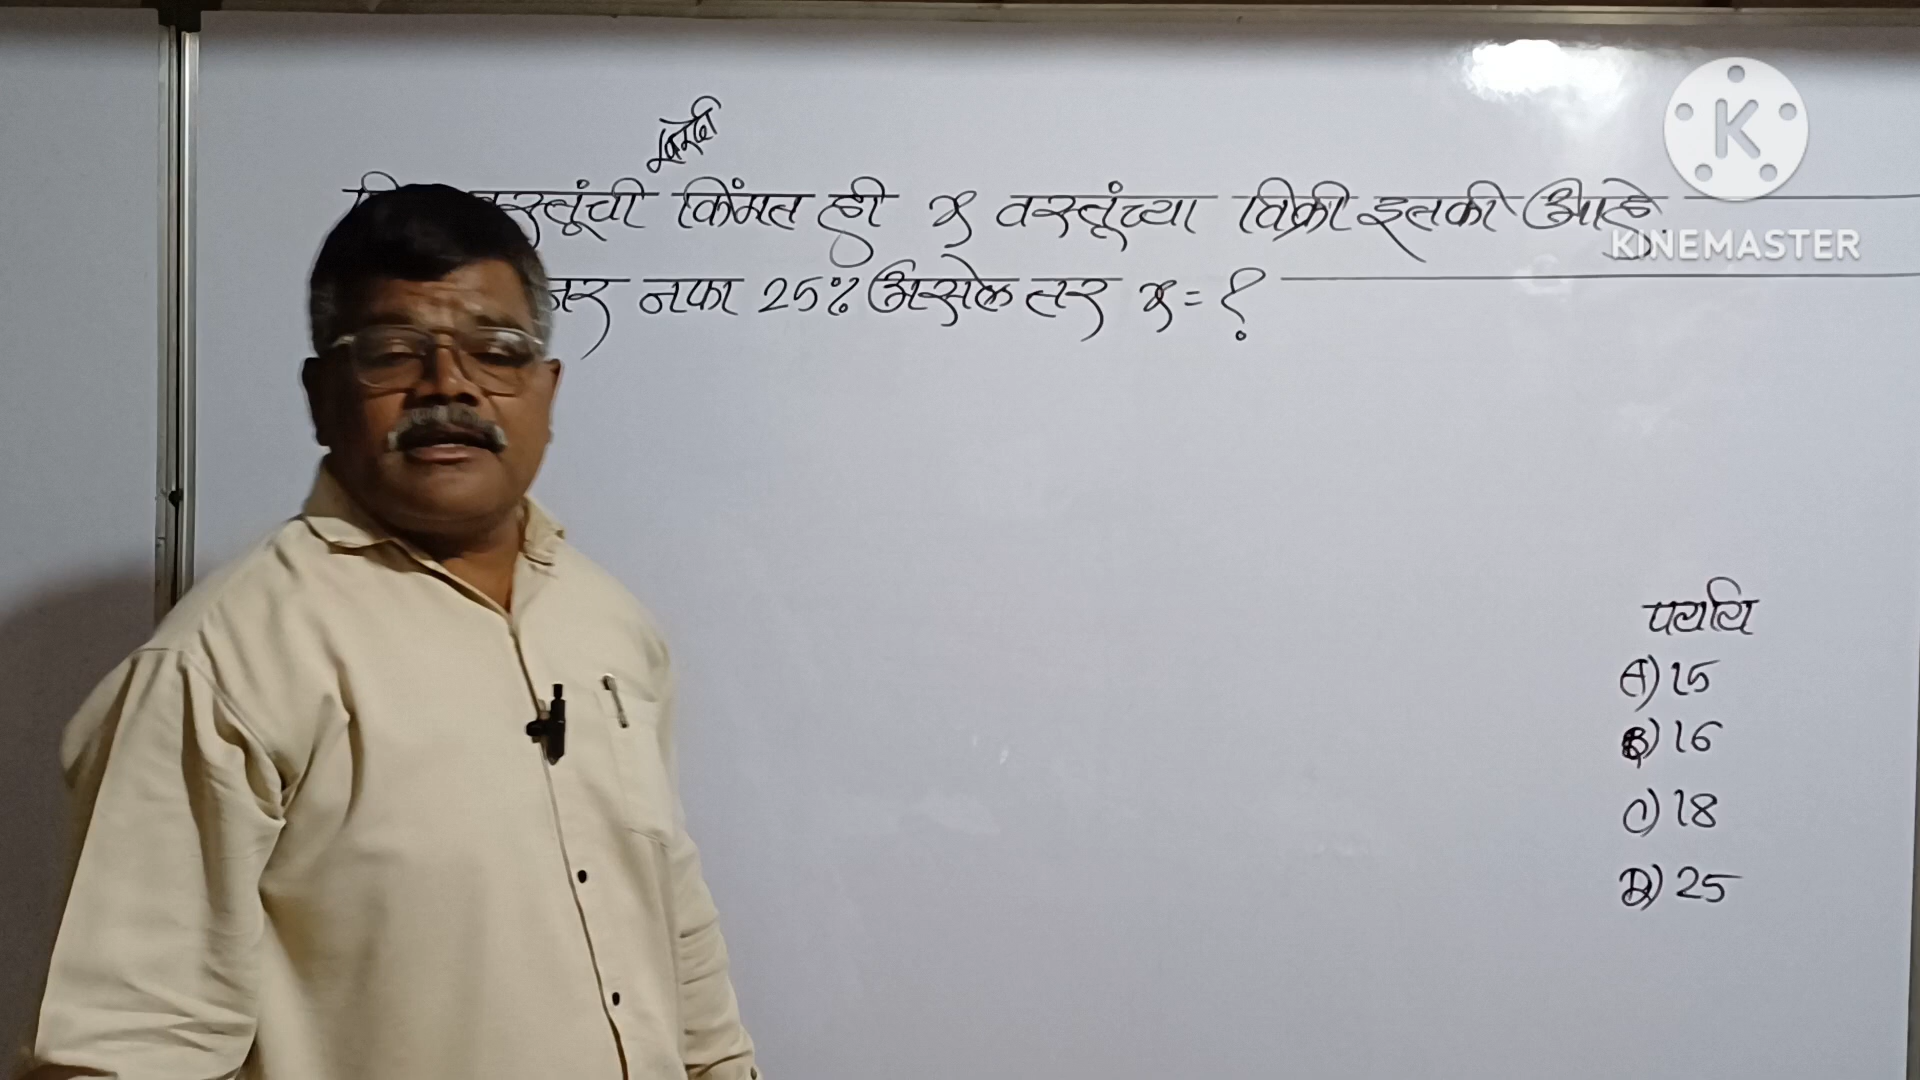 खरेदी
वस्तूंची किंमत ही x वस्तूंच्या विक्री इतकी आहे.
जर नफा 25% असेल तर x = ?
पर्याय
A) 15
B) 16
C) 18
D) 25
K
KINEMASTER